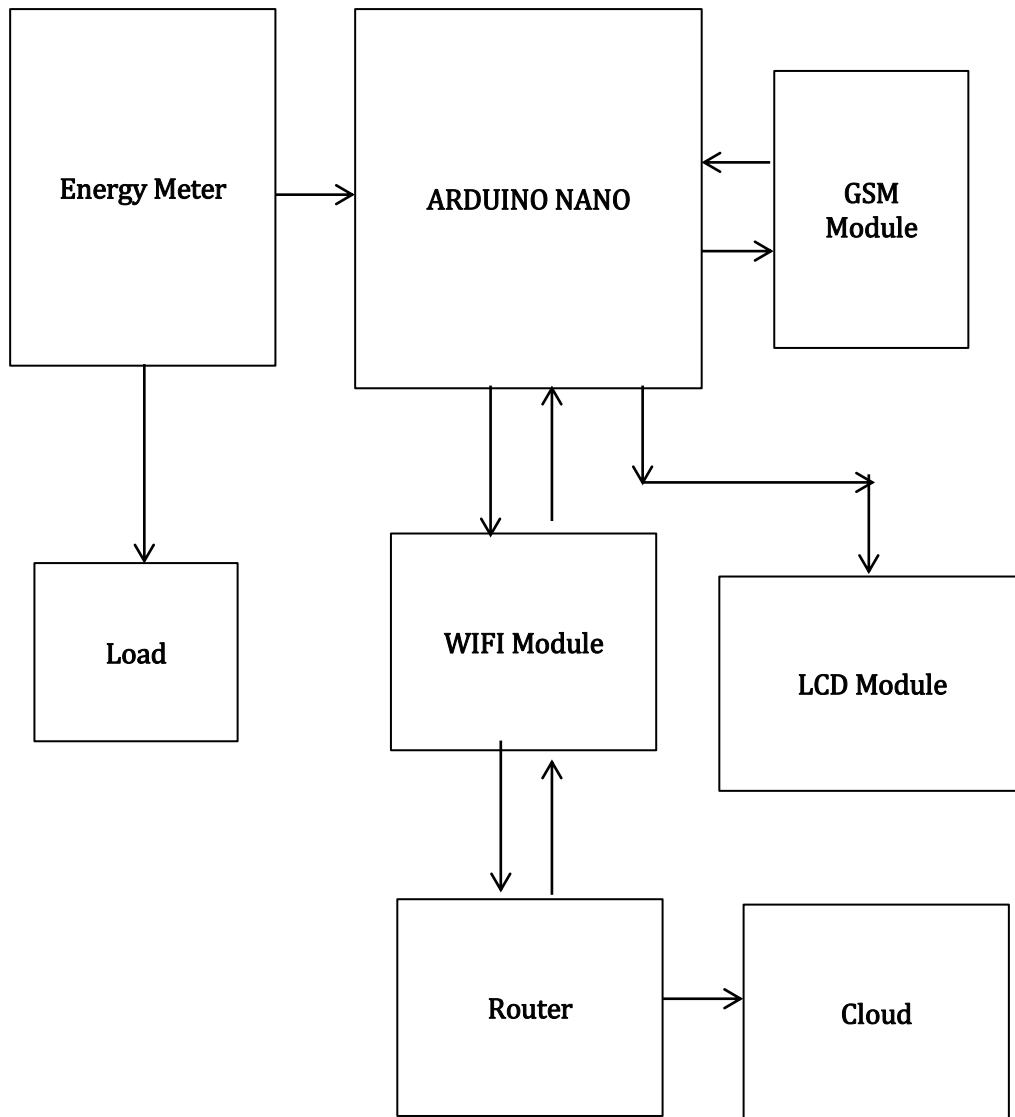 Energy Meter
ARDUINO NANO
GSM
Module
Load
WIFI Module
LCD Module
Router
Cloud